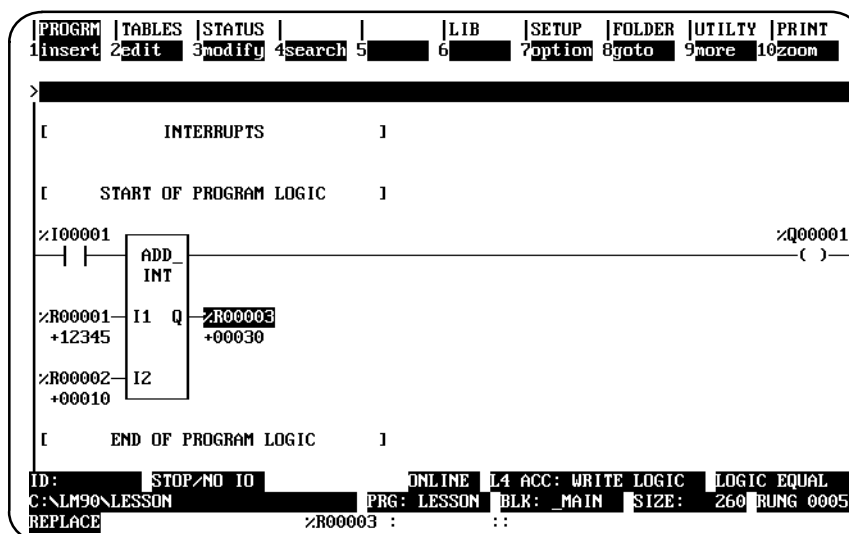 PROGRM |TABLES |STATUS | | |LIB |SETUP |FOLDER |UTILTY |PRINT
1insert 2edit 3modify 4search 5 6 7option 8goto 9more 10zoom
>
[ INTERRUPTS ]
[ START OF PROGRAM LOGIC ]
%I00001 %Q00001
ADD_ ( )
INT
%R00001 I1 Q %R00003
+12345 +00030
%R00002 I2
+00010
[ END OF PROGRAM LOGIC ]
ID: STOP/NO IO ONLINE L4 ACC: WRITE LOGIC LOGIC EQUAL
C:\LM90\LESSON PRG: LESSON BLK: _MAIN SIZE: 260 RUNG 0005
REPLACE %R00003 : ::